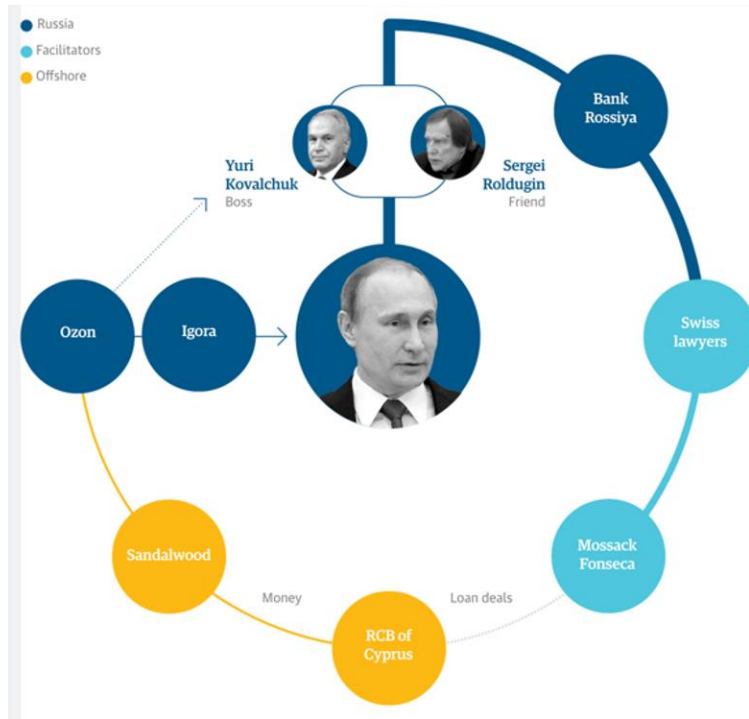 Russia
Facilitators
Offshore
Bank
Rossiya
Yuri
Kovalchuk
Boss
Sergei
Roldugin
Friend
Ozon
Igora
Swiss
lawyers
Sandalwood
Mossack
Fonseca
Money
Loan deals
RCB of
Cyprus